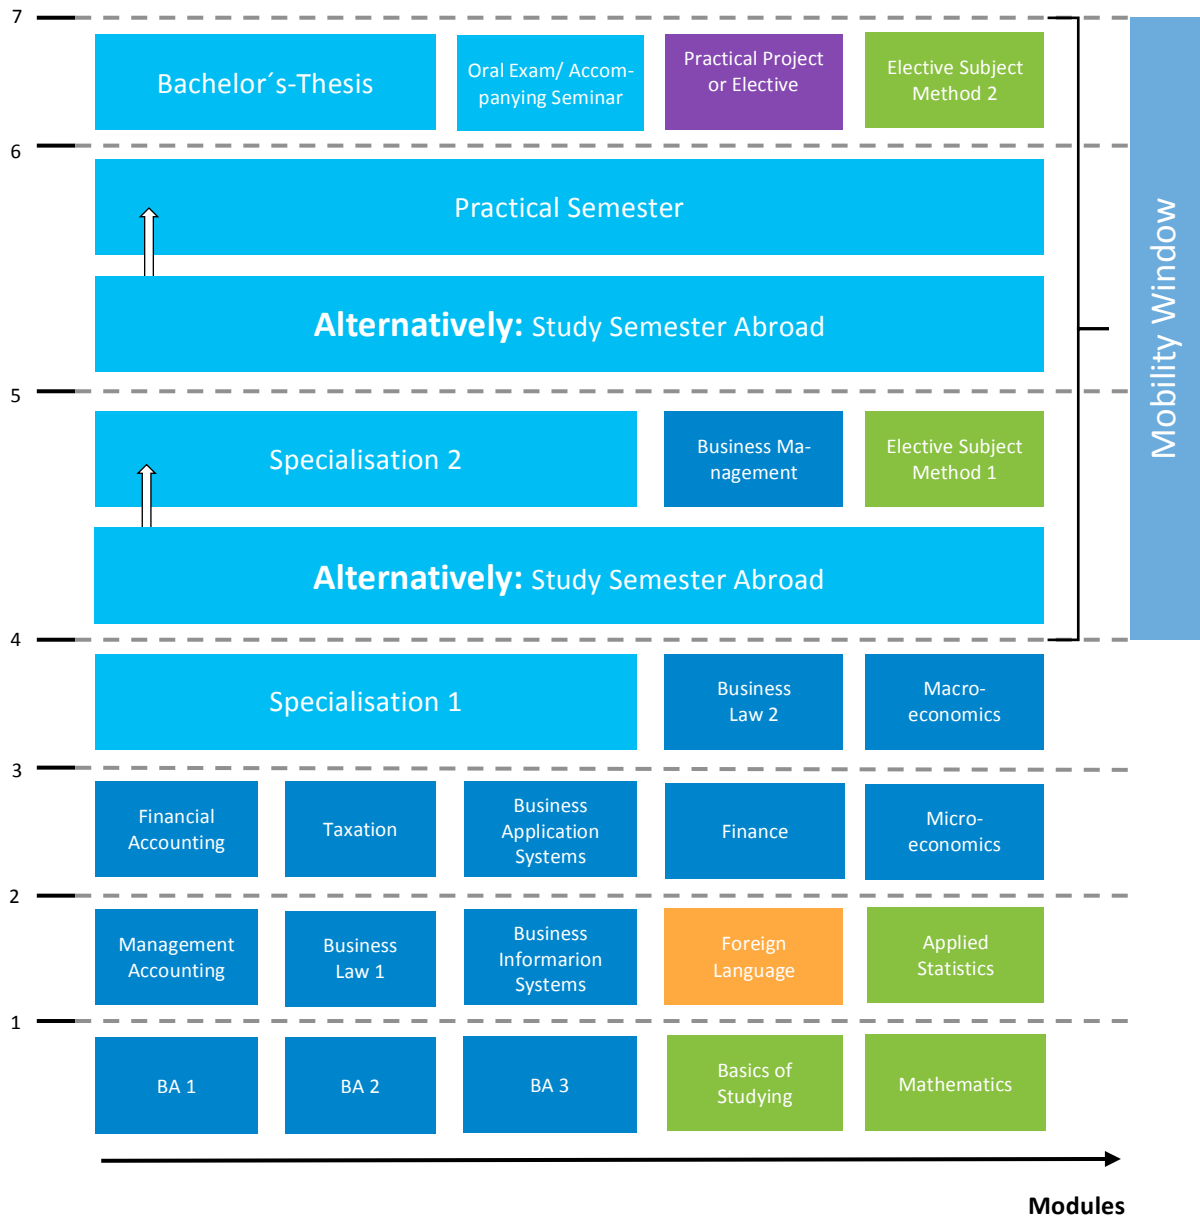 7
Bachelor´s-Thesis
Oral Exam/ Accom-
panying Seminar
Practical Project
or Elective
Elective Subject
Method 2
6
Practical Semester
Alternatively: Study Semester Abroad
5
Specialisation 2
Business Ma-
nagement
Elective Subject
Method 1
Alternatively: Study Semester Abroad
4
Mobility Window
Specialisation 1
Business
Law 2
Macro-
economics
3
Financial
Accounting
Taxation
Business
Application
Systems
Finance
Micro-
economics
2
Management
Accounting
Business
Law 1
Business
Informarion
Systems
Foreign
Language
Applied
Statistics
1
BA 1
BA 2
BA 3
Basics of
Studying
Mathematics
Modules